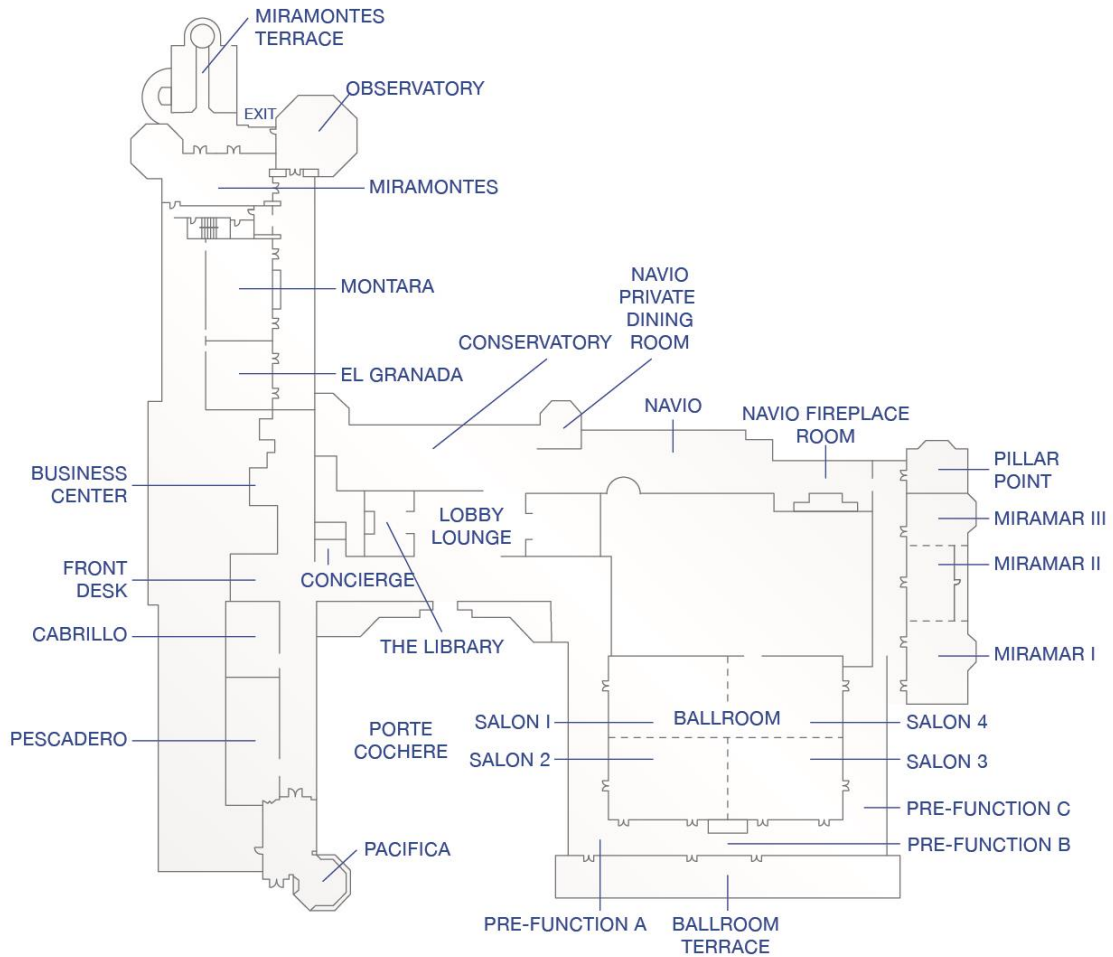 MIRAMONTES
TERRACE
OBSERVATORY
EXIT
MIRAMONTES
MONTARA
NAVIO
PRIVATE
DINING
ROOM
CONSERVATORY
EL GRANADA
NAVIO
NAVIO FIREPLACE
ROOM
PILLAR
POINT
BUSINESS
CENTER
LOBBY
LOUNGE
MIRAMAR III
MIRAMAR II
FRONT
DESK
CONCIERGE
CABRILLO
THE LIBRARY
MIRAMAR I
PESCADERO
PORTE
COCHERE
SALON I
BALLROOM
SALON 4
SALON 2
SALON 3
PRE-FUNCTION C
PACIFICA
PRE-FUNCTION B
PRE-FUNCTION A
BALLROOM
TERRACE